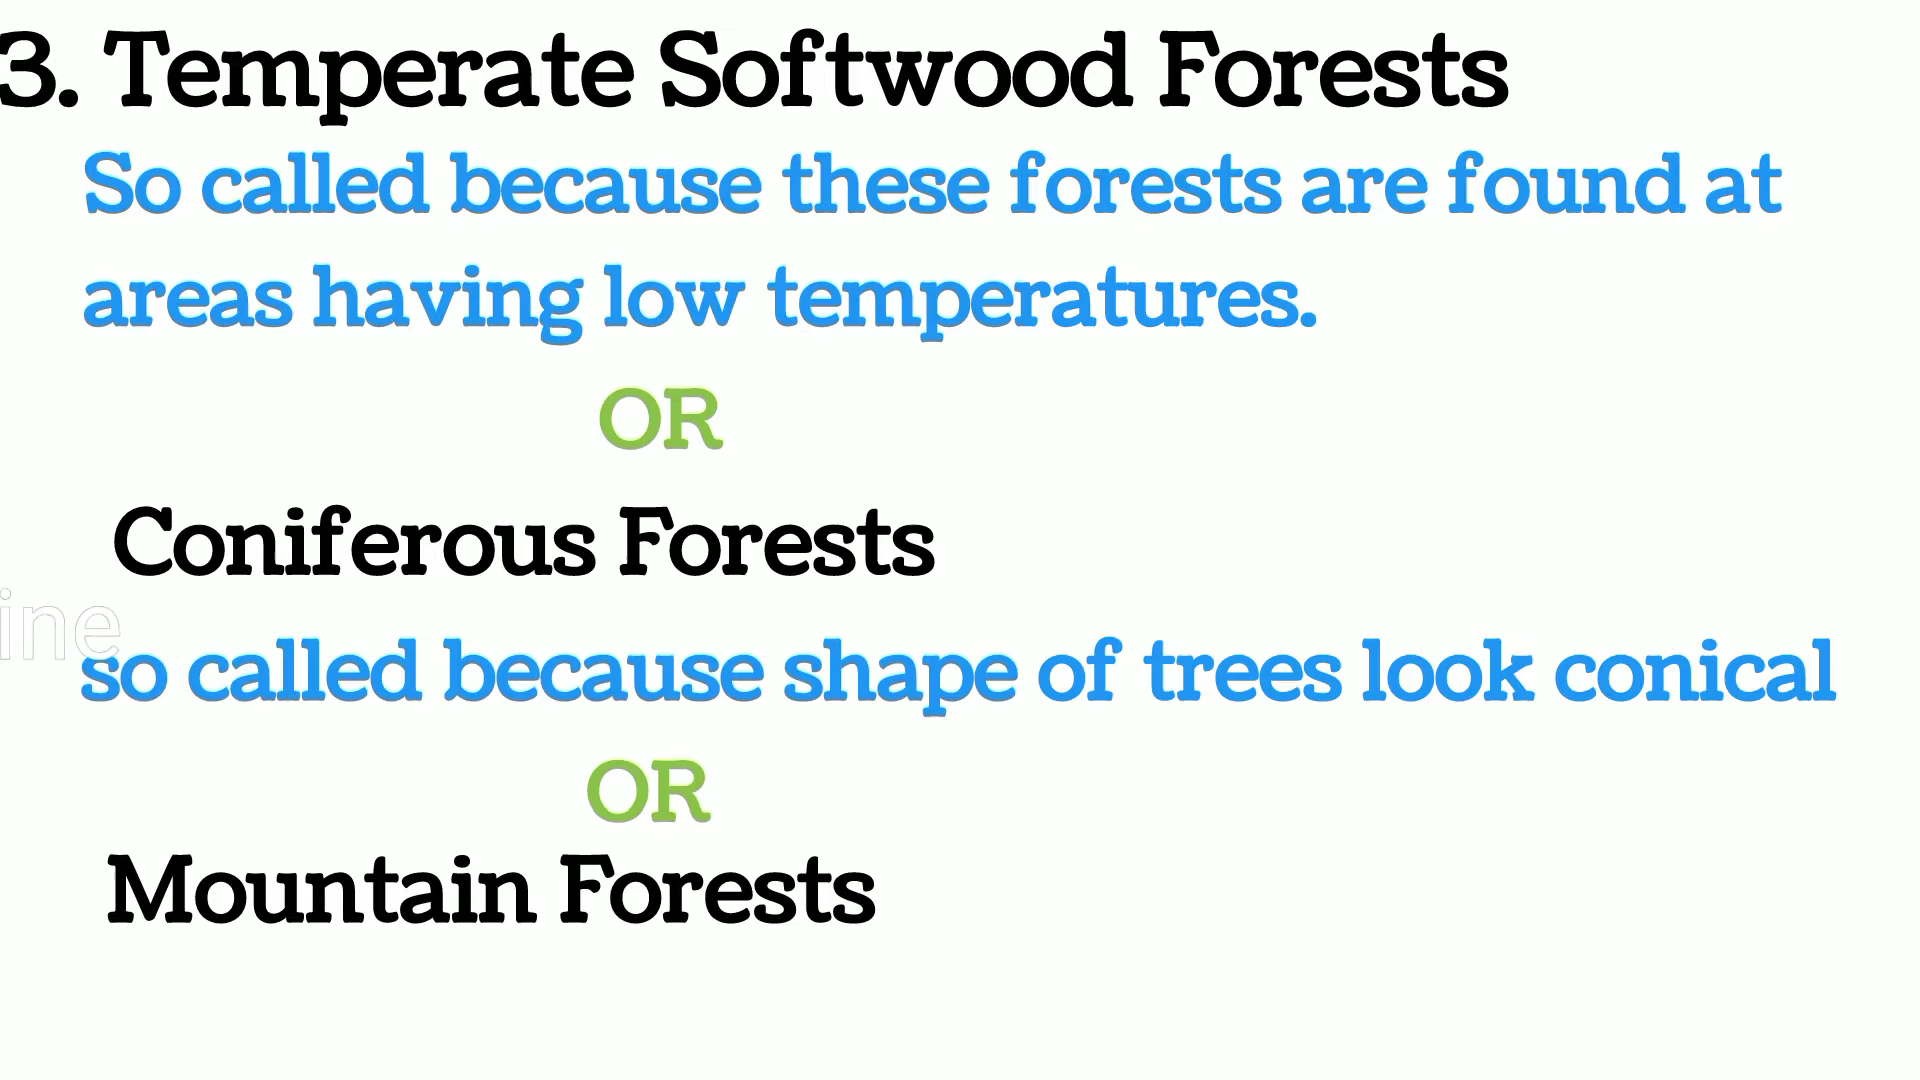 3. Temperate Softwood Forests
So called because these forests are found at
areas having low temperatures.
OR
Coniferous Forests
ine
so called because shape of trees look conical
OR
Mountain Forests